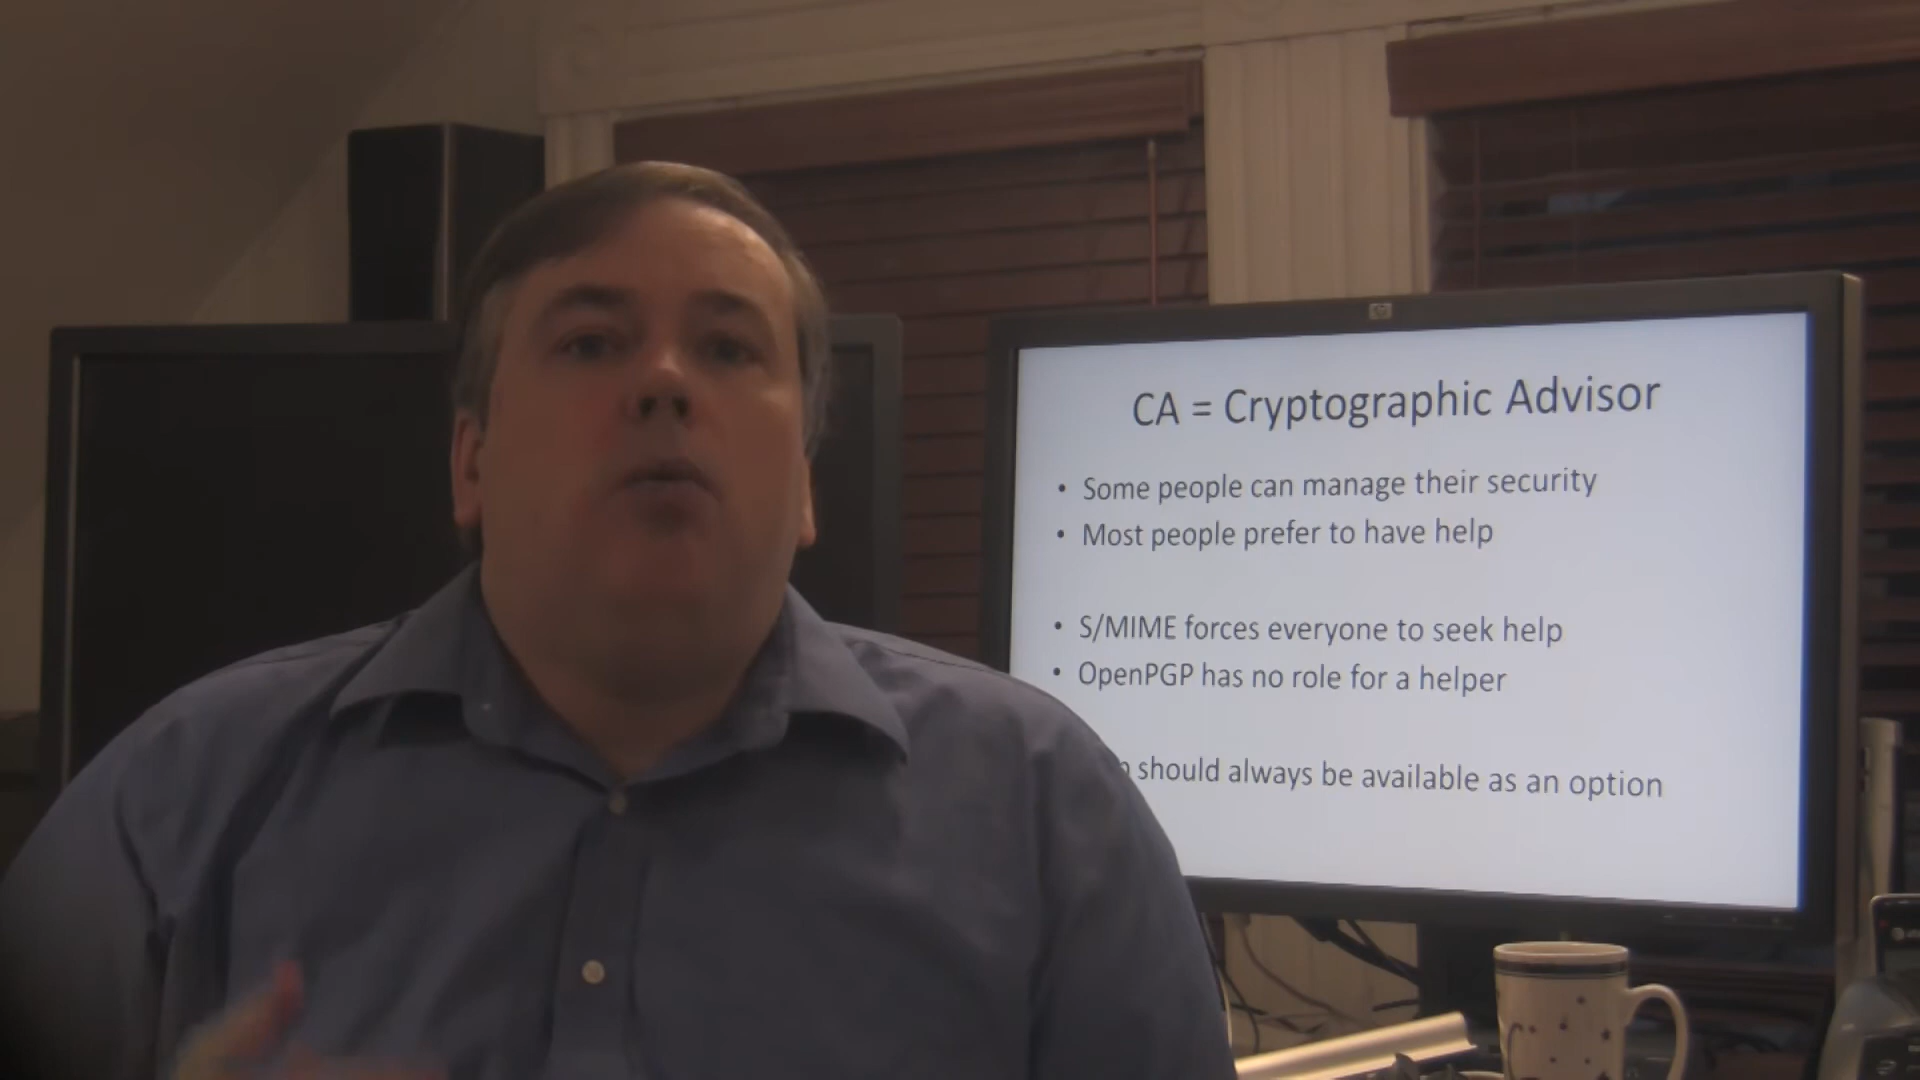 CA = Cryptographic Advisor
• Some people can manage their security
• Most people prefer to have help
• S/MIME forces everyone to seek help
• OpenPGP has no role for a helper
should always be available as an option